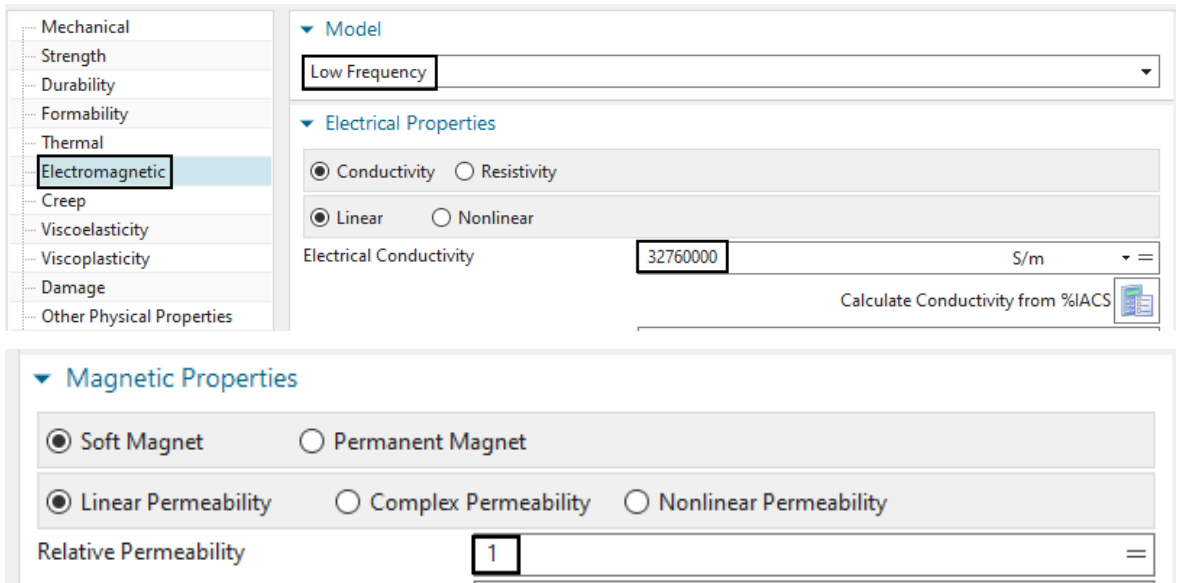 Mechanical
Strength
Durability
Formability
Thermal
Electromagnetic
Creep
Viscoelasticity
Viscoplasticity
Damage
Other Physical Properties
Model
Low Frequency
Electrical Properties
Conductivity Resistivity
Linear Nonlinear
Electrical Conductivity 32760000 S/m =
Calculate Conductivity from %IACS
Magnetic Properties
Soft Magnet Permanent Magnet
Linear Permeability Complex Permeability Nonlinear Permeability
Relative Permeability 1 =